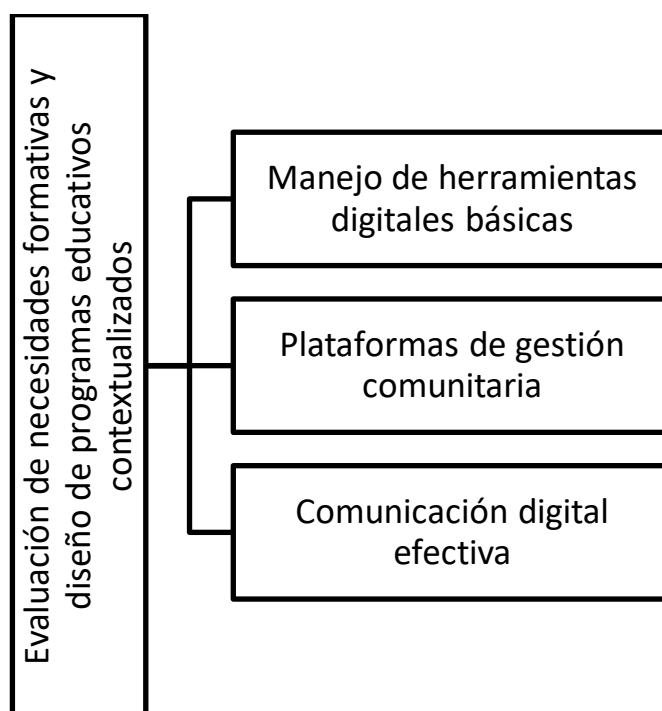 Evaluación de necesidades formativas y
diseño de programas educativos
contextualizados
Manejo de herramientas
digitales básicas
Plataformas de gestión
comunitaria
Comunicación digital
efectiva